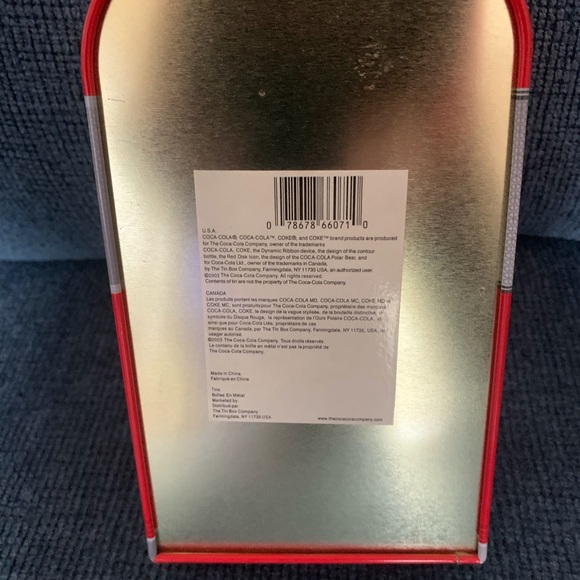 0 78678 66071 0
U.S.A.
COCA-COLA®, COCA-COLA™, COKE®, and COKE™ brand products are produced
for The Coca-Cola Company, owner of the trademarks
COCA-COLA, COKE, the Dynamic Ribbon device, the design of the contour
bottle, the Red Disk Icon, the design of the COCA-COLA Polar Bear, and
for Coca-Cola Ltd., owner of the trademarks in Canada,
by The Tin Box Company, Farmingdale, NY 11735 USA, an authorized user.
©2003 The Coca-Cola Company. All rights reserved.
Contents of tin are not the property of The Coca-Cola Company.
CANADA
Les produits portant les marques COCA-COLA MD, COCA-COLA MC, COKE MD
COKE MC, sont produits pour The Coca-Cola Company, propriétaire des marques
COCA-COLA, COKE, le design de la vague stylisée, de la bouteille distinctive,
symbole du Disque Rouge, la représentation de l'Ours Polaire COCA-COLA,
ainsi que pour Coca-Cola Ltée, propriétaire de ces
marques au Canada, par The Tin Box Company, Farmingdale, NY 11735 USA,
usager autorisé.
©2003 The Coca-Cola Company. Tous droits réservés.
Le contenu de la boîte en métal n'est pas la propriété de
The Coca-Cola Company.
Made in China.
Fabriqué en Chine
Tins
Boîtes En Métal
Marketed by
Distribué par
The Tin Box Company
Farmingdale, NY 11735 USA
www.thecocacolacompany.com